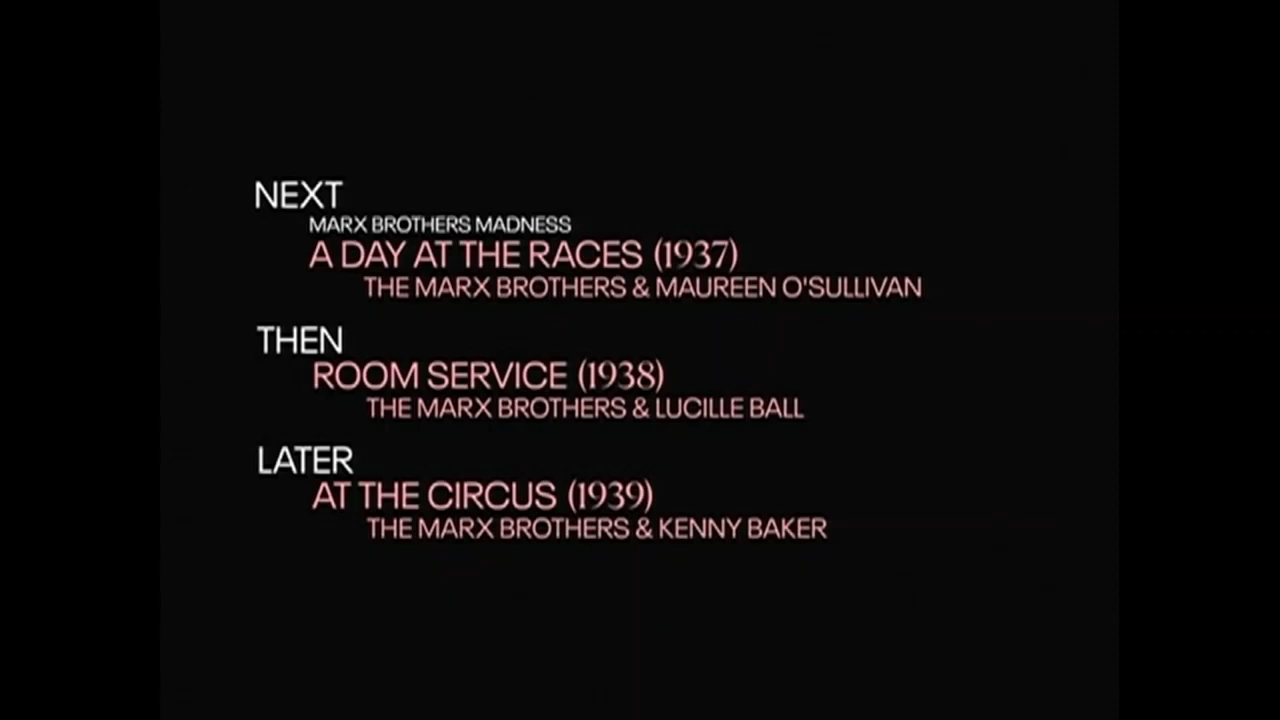 NEXT
MARX BROTHERS MADNESS
A DAY AT THE RACES (1937)
THE MARX BROTHERS & MAUREEN O'SULLIVAN
THEN
ROOM SERVICE (1938)
THE MARX BROTHERS & LUCILLE BALL
LATER
AT THE CIRCUS (1939)
THE MARX BROTHERS & KENNY BAKER